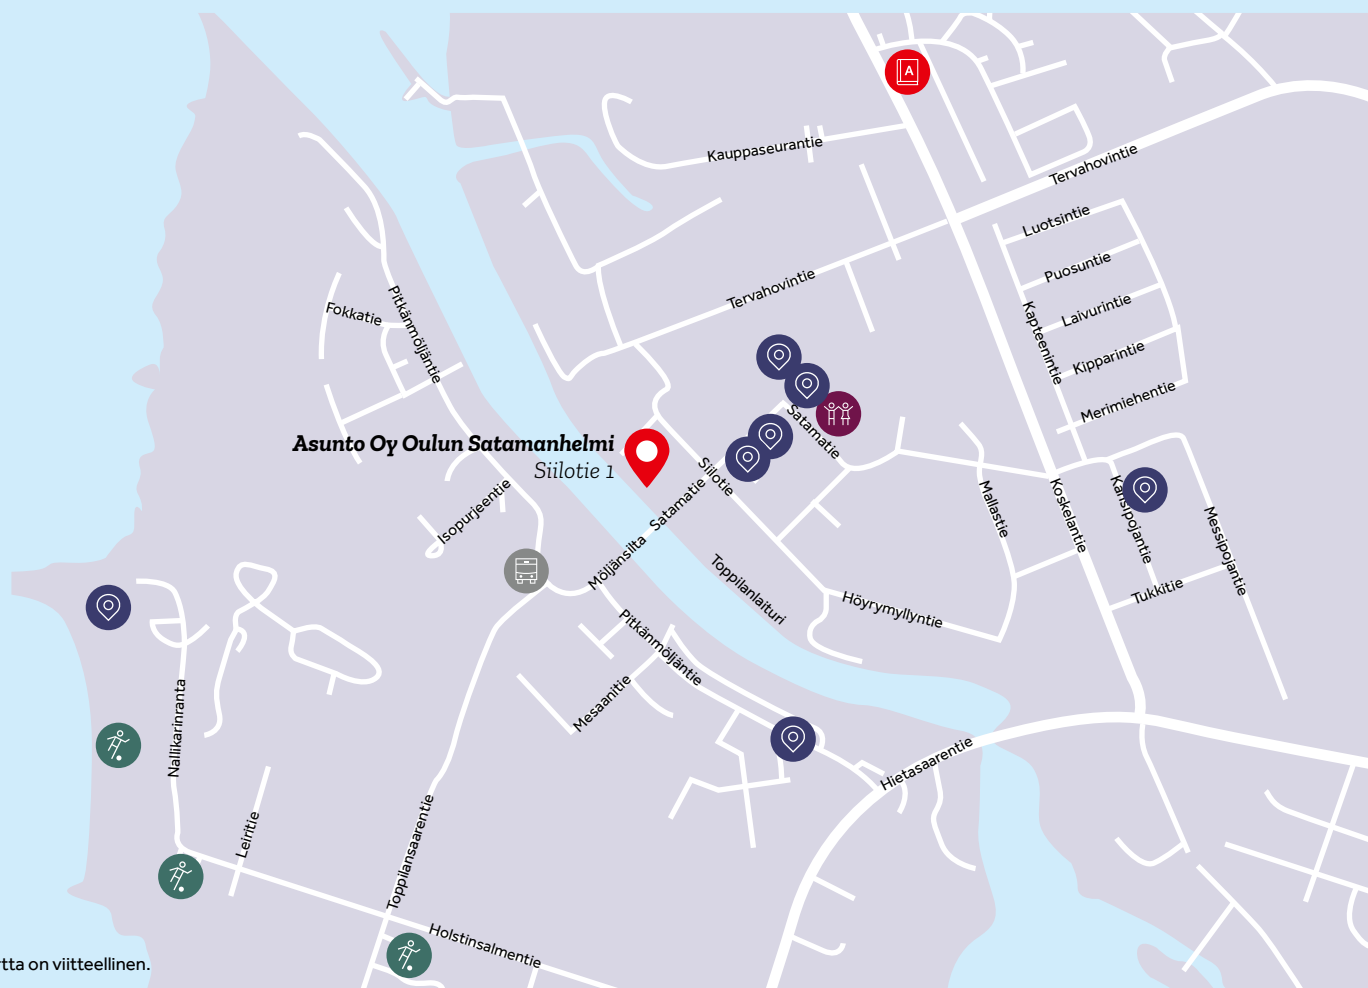 A
Kauppaseurantie
Tervahovintie
Luotsintie
Puosuntie
Tervahovintie
Laivurintie
Fokkatie
Pitkänmöljäntie
Kapteenintie
Kipparintie
Merimiehentie
Satamatie
Asunto Oy Oulun Satamanhelmi
Siilotie 1
Siilotie
Satamatie
Isopurjeentie
Mallastie
Koskelantie
Kansipojantie
Messipojantie
Möljänsilta
Toppilanlaituri
Höyrymyllyntie
Tukkitie
Pitkänmöljäntie
Mesaanitie
Nallikarinranta
Hietasaarentie
Leiritie
Toppilansaarentie
Holstinsalmentie
tta on viitteellinen.